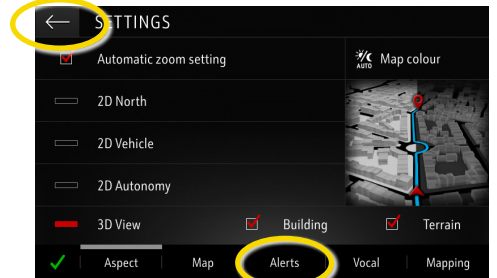 SETTINGS
Automatic zoom setting
AUTO Map colour
2D North
2D Vehicle
2D Autonomy
3D View Building Terrain
Aspect Map Alerts Vocal Mapping